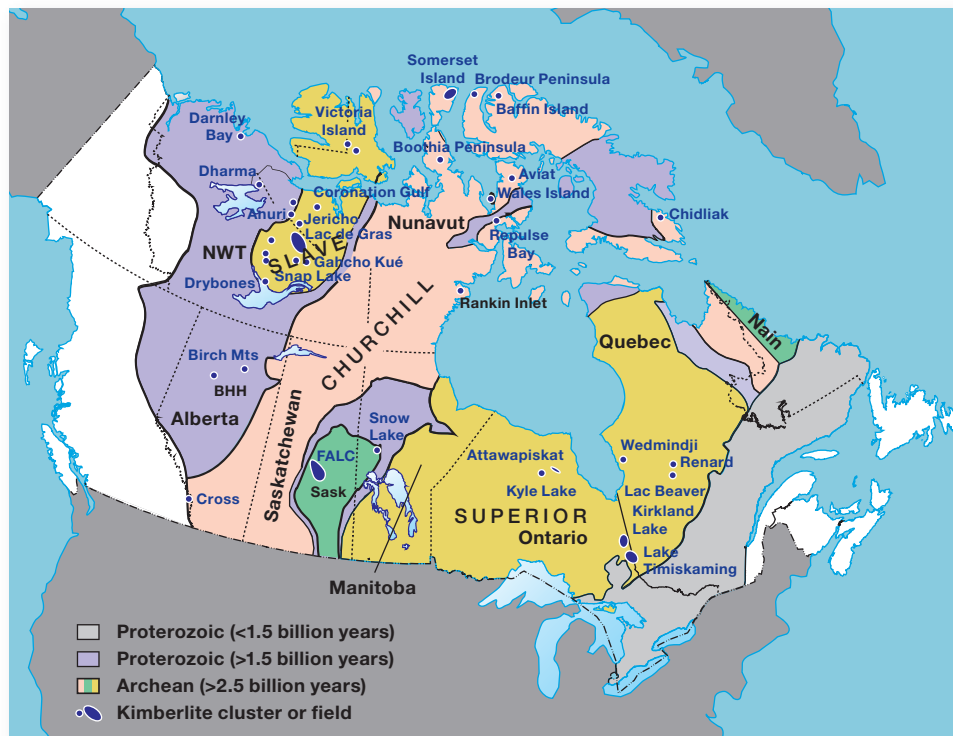 Somerset
Island
Brodeur Peninsula
Baffin Island
Victoria
Island
Darnley
Bay
Boothia Peninsula
Dharma
Aviat
Wales Island
Coronation Gulf
Anuri
Jericho
Nunavut
Chidliak
Lac de Gras
Repulse
Bay
NWT
SLAVE
Gahcho Kué
Snap Lake
Drybones
Rankin Inlet
CHURCHILL
Nain
Quebec
Birch Mts
BHH
Alberta
Saskatchewan
Snow
Lake
FALC
Sask
Attawapiskat
Wedmindji
Renard
Kyle Lake
Lac Beaver
Cross
SUPERIOR
Ontario
Kirkland
Lake
Lake
Timiskaming
Manitoba
Proterozoic (<1.5 billion years)
Proterozoic (>1.5 billion years)
Archean (>2.5 billion years)
Kimberlite cluster or field